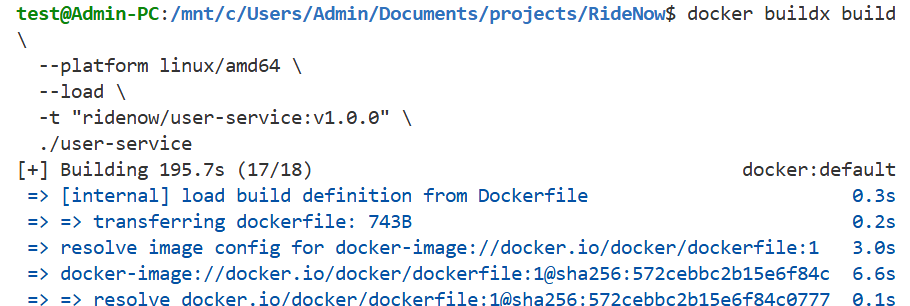 test@Admin-PC:/mnt/c/Users/Admin/Documents/projects/RideNow$ docker buildx build
\
  --platform linux/amd64 \
  --load \
  -t "ridenow/user-service:v1.0.0" \
  ./user-service
[+] Building 195.7s (17/18) docker:default
 => [internal] load build definition from Dockerfile 0.3s
 => => transferring dockerfile: 743B 0.2s
 => resolve image config for docker-image://docker.io/docker/dockerfile:1 3.0s
 => docker-image://docker.io/docker/dockerfile:1@sha256:572cebbc2b15e6f84c 6.6s
 => => resolve docker.io/docker/dockerfile:1@sha256:572cebbc2b15e6f84c0777 0.1s